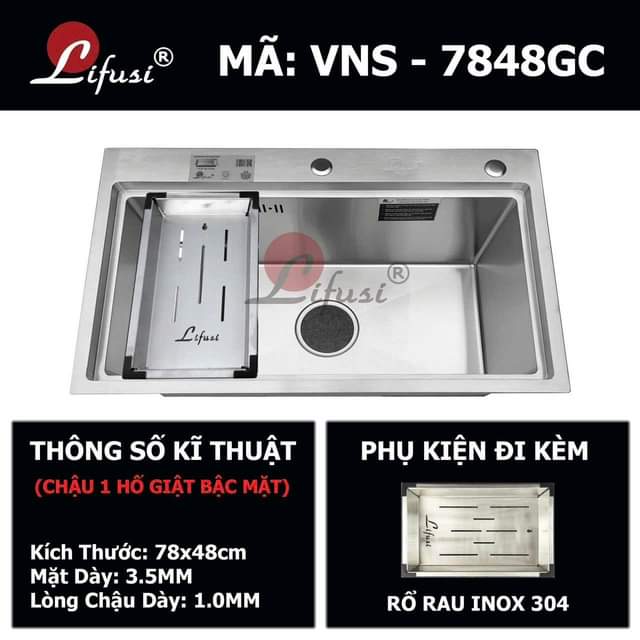 Lifusi®
MÃ: VNS - 7848GC
Lifusi®
Lifusi
THÔNG SỐ KĨ THUẬT
(CHẬU 1 HỐ GIẬT BẬC MẶT)
Kích Thước: 78x48cm
Mặt Dày: 3.5MM
Lòng Chậu Dày: 1.0MM
PHỤ KIỆN ĐI KÈM
Lifusi
RỔ RAU INOX 304